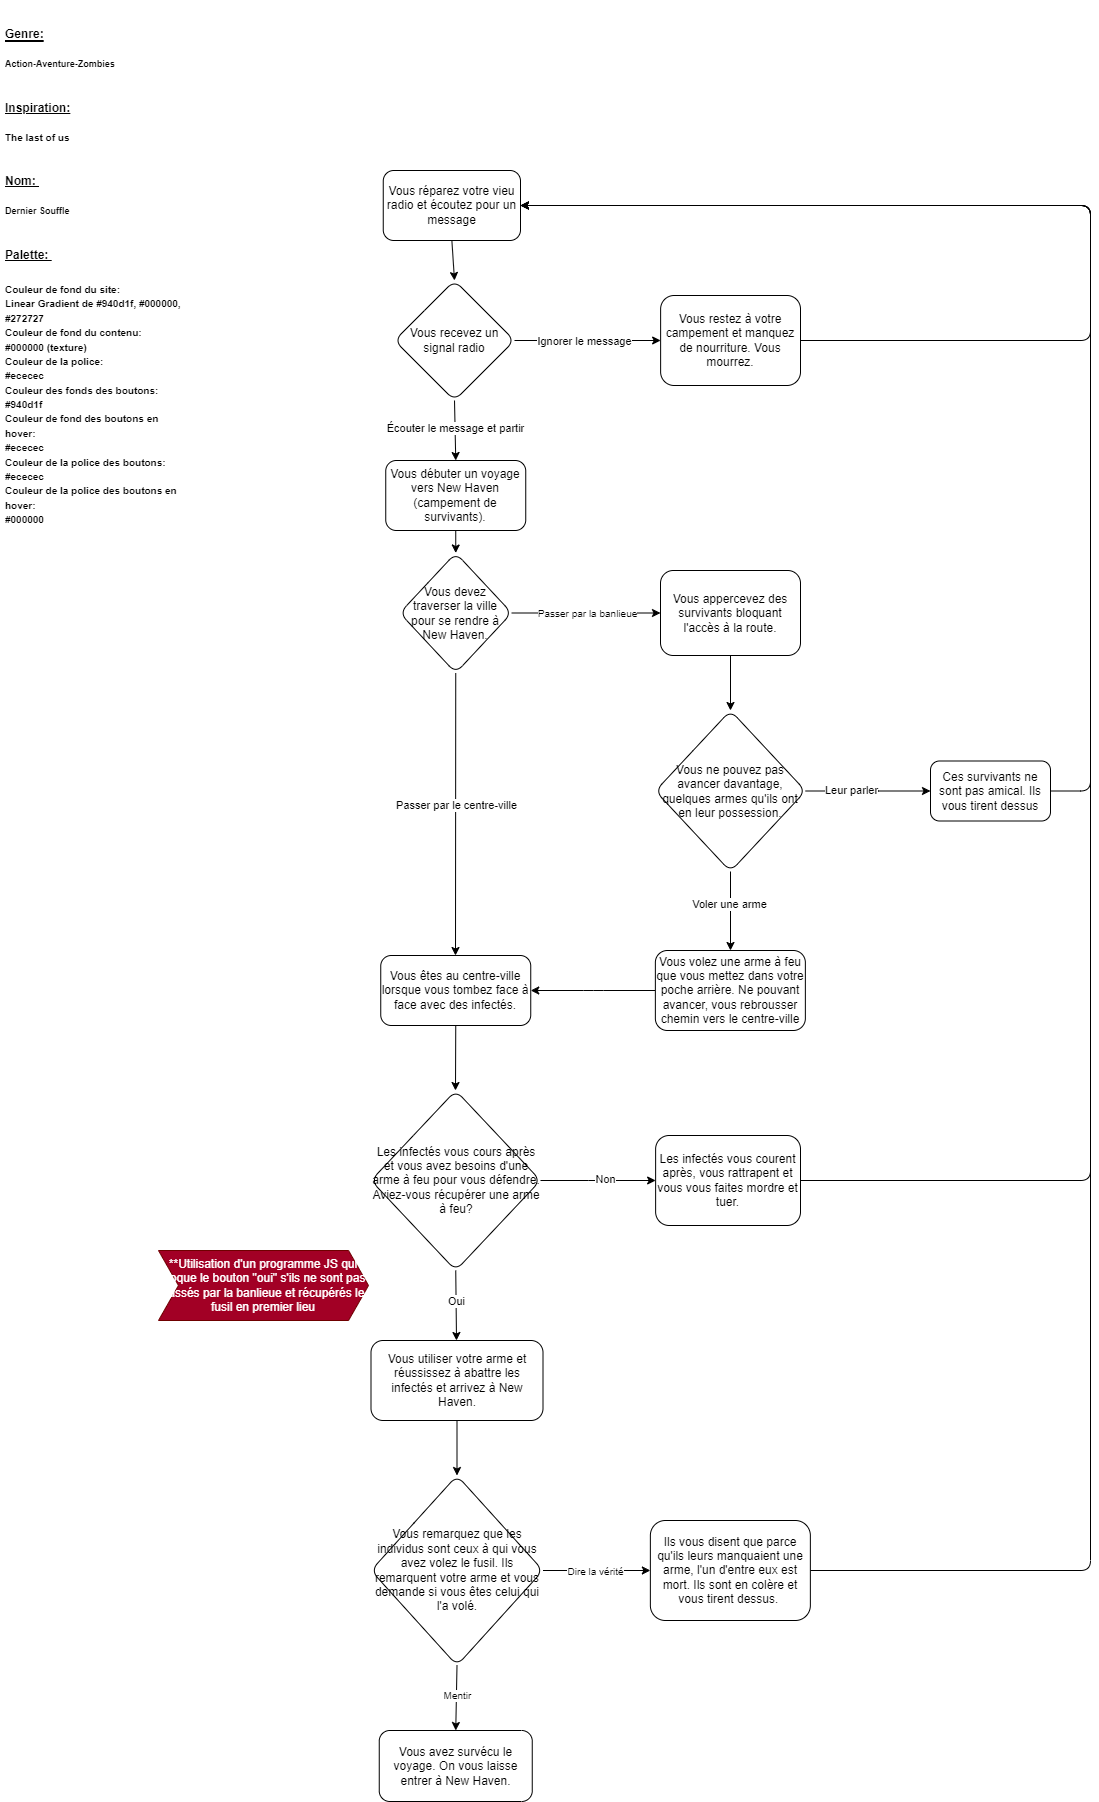 Genre:
Action-Aventure-Zombies
Inspiration:
The last of us
Nom:
Dernier Souffle
Palette:
Couleur de fond du site:
Linear Gradient de #940d1f, #000000,
#272727
Couleur de fond du contenu:
#000000 (texture)
Couleur de la police:
#ececec
Couleur des fonds des boutons:
#940d1f
Couleur de fond des boutons en
hover:
#ececec
Couleur de la police des boutons:
#ececec
Couleur de la police des boutons en
hover:
#000000
Vous réparez votre vieu
radio et écoutez pour un
message
Vous recevez un
signal radio
Ignorer le message
Vous restez à votre
campement et manquez
de nourriture. Vous
mourrez.
Écouter le message et partir
Vous débuter un voyage
vers New Haven
(campement de
survivants).
Vous devez
traverser la ville
pour se rendre à
New Haven.
Passer par la banlieue
Vous appercevez des
survivants bloquant
l'accès à la route.
Vous ne pouvez pas
avancer davantage,
quelques armes qu'ils ont
en leur possession.
Leur parler
Ces survivants ne
sont pas amical. Ils
vous tirent dessus
Passer par le centre-ville
Voler une arme
Vous êtes au centre-ville
lorsque vous tombez face à
face avec des infectés.
Vous volez une arme à feu
que vous mettez dans votre
poche arrière. Ne pouvant
avancer, vous rebrousser
chemin vers le centre-ville
Les infectés vous cours après
et vous avez besoins d'une
arme à feu pour vous défendre.
Aviez-vous récupérer une arme
à feu?
Non
Les infectés vous courent
après, vous rattrapent et
vous vous faites mordre et
tuer.
**Utilisation d'un programme JS qui
oque le bouton "oui" s'ils ne sont pas
ssés par la banlieue et récupérés le
fusil en premier lieu
Oui
Vous utiliser votre arme et
réussissez à abattre les
infectés et arrivez à New
Haven.
Vous remarquez que les
individus sont ceux à qui vous
avez volez le fusil. Ils
remarquent votre arme et vous
demande si vous êtes celui qui
l'a volé.
Dire la vérité
Ils vous disent que parce
qu'ils leurs manquaient une
arme, l'un d'entre eux est
mort. Ils sont en colère et
vous tirent dessus.
Mentir
Vous avez survécu le
voyage. On vous laisse
entrer à New Haven.